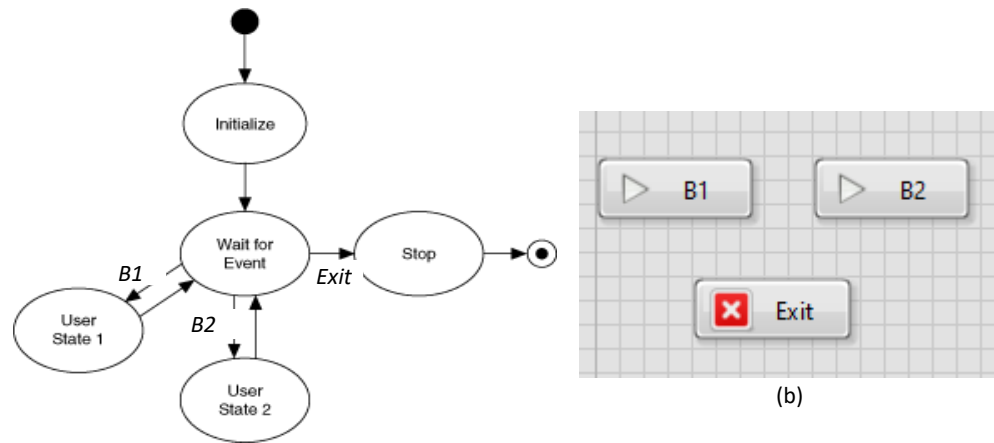 Initialize
Wait for
Event
Stop
Exit
B1
User
State 1
B2
User
State 2
B1
B2
Exit
(b)